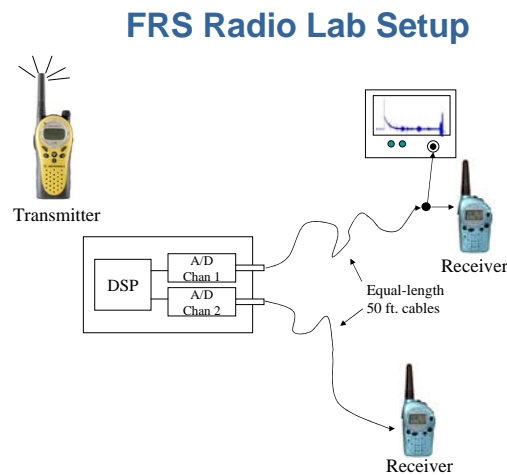 FRS Radio Lab Setup
Transmitter
Receiver
A/D
Chan 1
DSP
A/D
Chan 2
Equal-length
50 ft. cables
Receiver